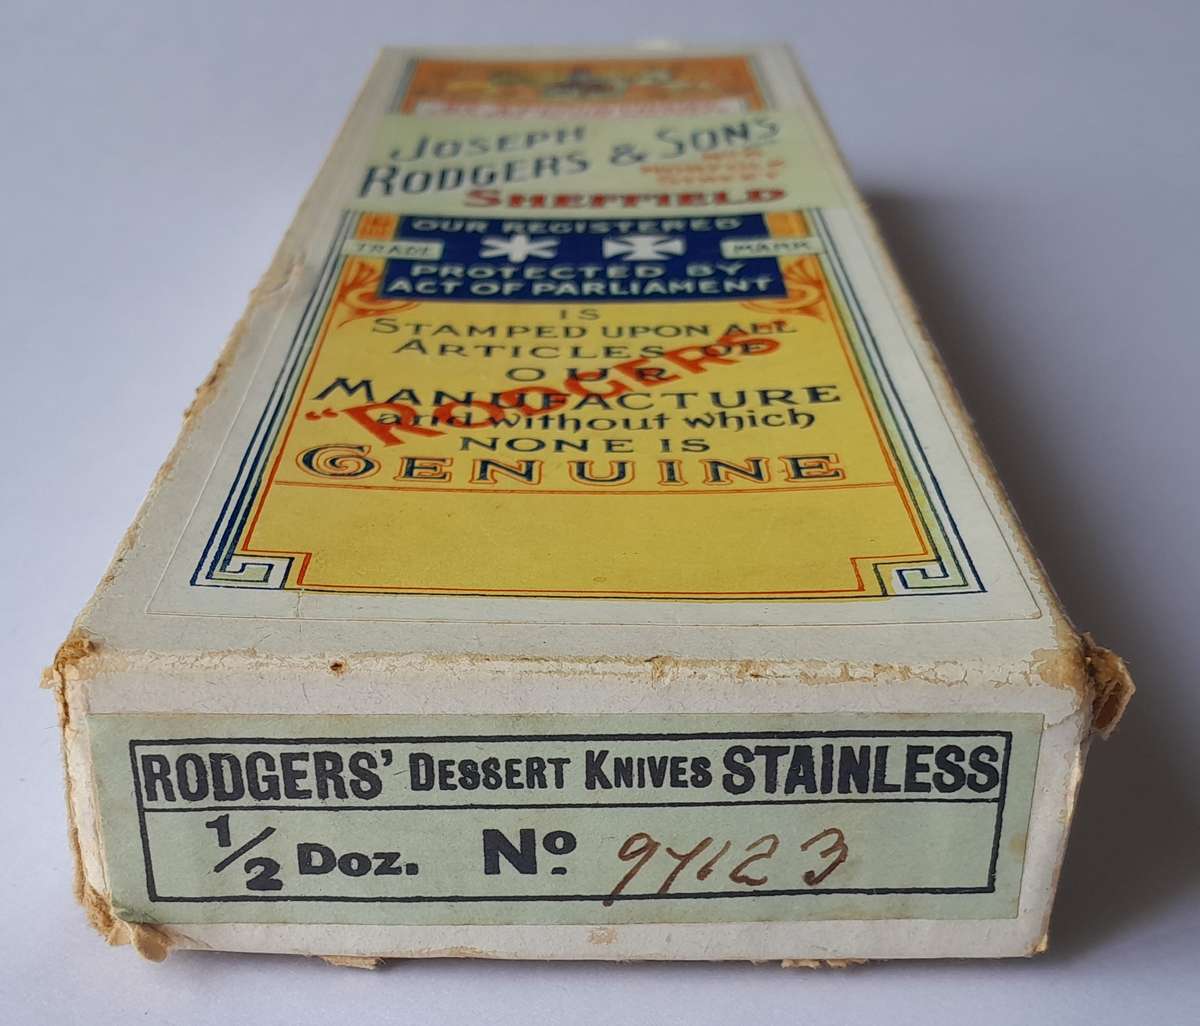 JOSEPH
RODGERS & SONS
SHEFFIELD
OUR REGISTERED
TRADE MARK
PROTECTED BY
ACT OF PARLIAMENT
IS
STAMPED UPON ALL
ARTICLES OF
OUR
MANUFACTURE
and without which
NONE IS
GENUINE
"RODGERS"
RODGERS' DESSERT KNIVES STAINLESS
1/2 DOZ. No.